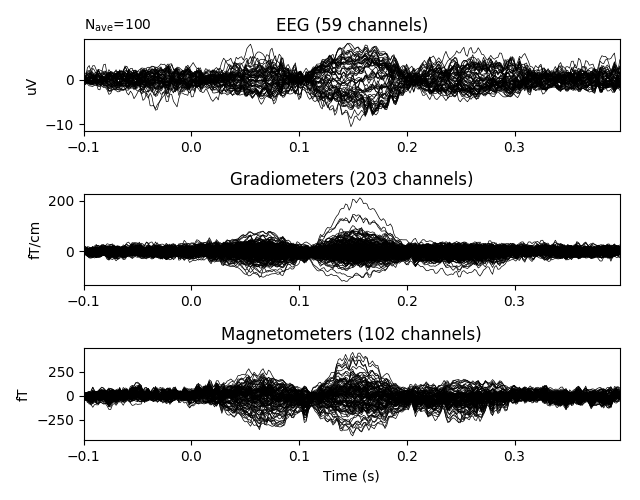 Nave=100
EEG (59 channels)
uV
0
−10
−0.1 0.0 0.1 0.2 0.3
Gradiometers (203 channels)
fT/cm
200
0
−0.1 0.0 0.1 0.2 0.3
Magnetometers (102 channels)
fT
250
0
−250
−0.1 0.0 0.1 0.2 0.3
Time (s)